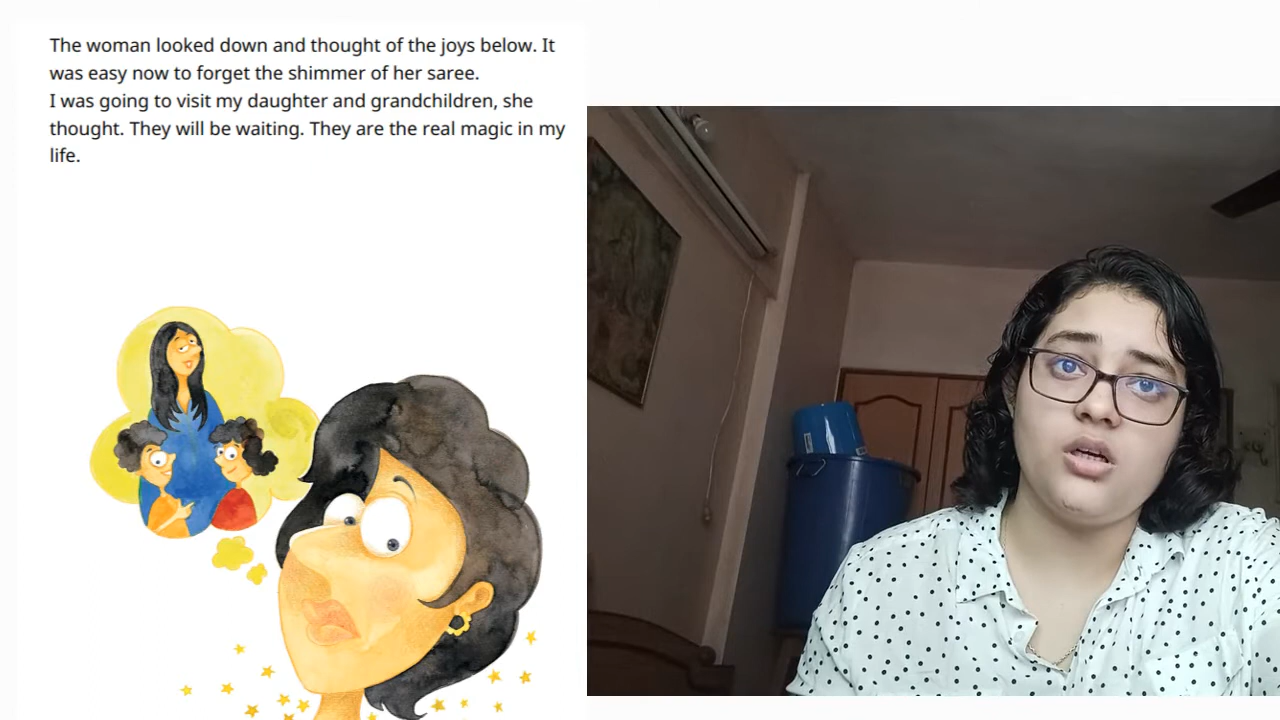 The woman looked down and thought of the joys below. It
was easy now to forget the shimmer of her saree.
I was going to visit my daughter and grandchildren, she
thought. They will be waiting. They are the real magic in my
life.